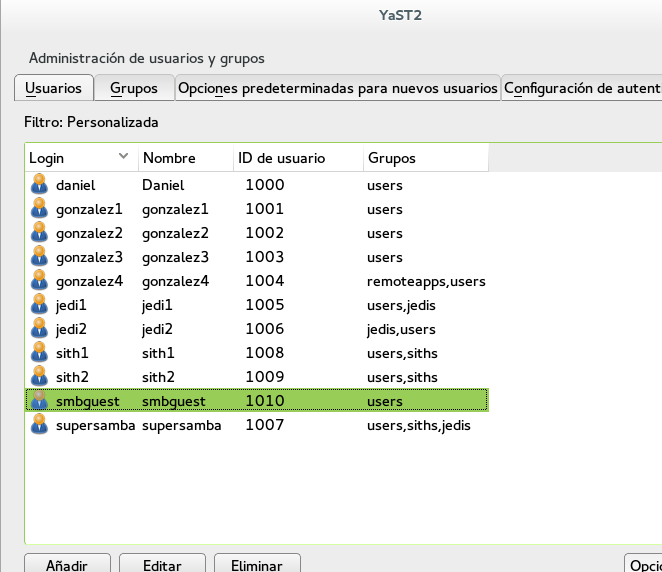 YaST2
Administración de usuarios y grupos
Usuarios Grupos Opciones predeterminadas para nuevos usuarios Configuración de autenti
Filtro: Personalizada
Login Nombre ID de usuario Grupos
daniel Daniel 1000 users
gonzalez1 gonzalez1 1001 users
gonzalez2 gonzalez2 1002 users
gonzalez3 gonzalez3 1003 users
gonzalez4 gonzalez4 1004 remoteapps,users
jedi1 jedi1 1005 users,jedis
jedi2 jedi2 1006 jedis,users
sith1 sith1 1008 users,siths
sith2 sith2 1009 users,siths
smbguest smbguest 1010 users
supersamba supersamba 1007 users,siths,jedis
Añadir Editar Eliminar Opcio